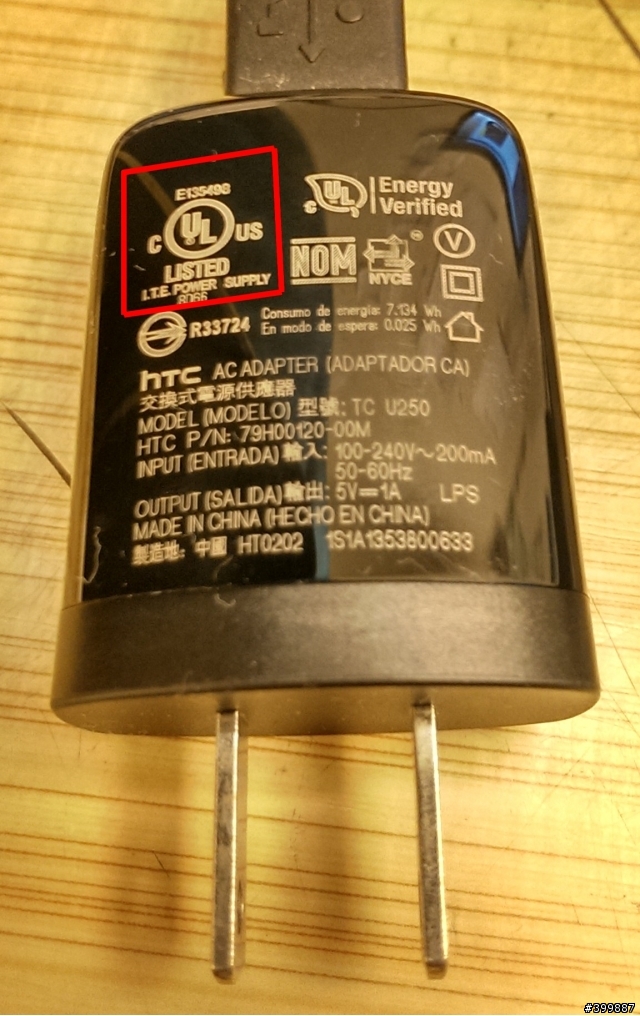 E135498
C UL US
LISTED
I.T.E. POWER SUPPLY
8D66
C UL
Energy
Verified
NOM
NYCE
V
R33724
Consumo de energía: 7.134 Wh
En modo de espera: 0.025 Wh
hTC AC ADAPTER (ADAPTADOR CA)
交換式電源供應器
MODEL (MODELO) 型號: TC U250
HTC P/N: 79H00120-00M
INPUT (ENTRADA) 輸入: 100-240V~200mA
50-60Hz
OUTPUT (SALIDA) 輸出: 5V⎓1A LPS
MADE IN CHINA (HECHO EN CHINA)
製造地: 中國 HT0202 1S1A1353800633
#399887